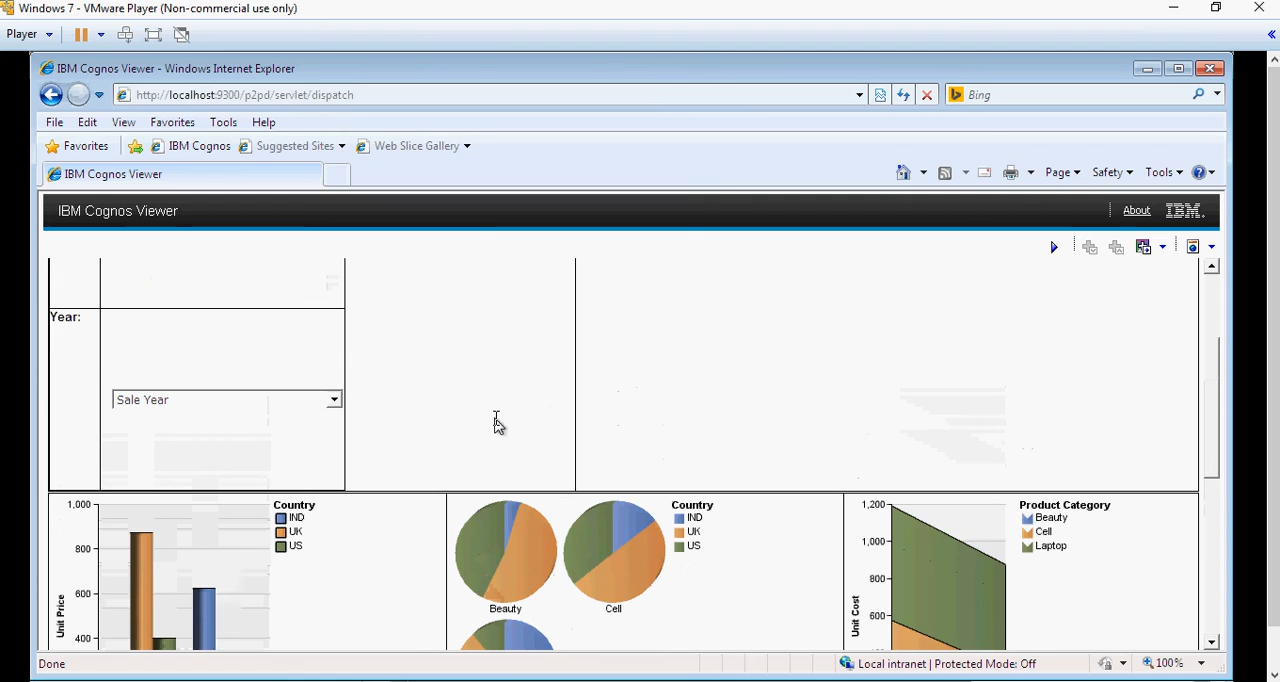 Windows 7 - VMware Player (Non-commercial use only)
Player
IBM Cognos Viewer - Windows Internet Explorer
http://localhost:9300/p2pd/servlet/dispatch
Bing
File Edit View Favorites Tools Help
Favorites IBM Cognos Suggested Sites Web Slice Gallery
IBM Cognos Viewer
Page Safety Tools
IBM Cognos Viewer
About IBM.
Year:
Sale Year
1,000
800
600
400
Unit Price
Country
IND
UK
US
Beauty
Cell
Country
IND
UK
US
1,200
1,000
800
600
Unit Cost
Product Category
Beauty
Cell
Laptop
Done
Local intranet | Protected Mode: Off
100%